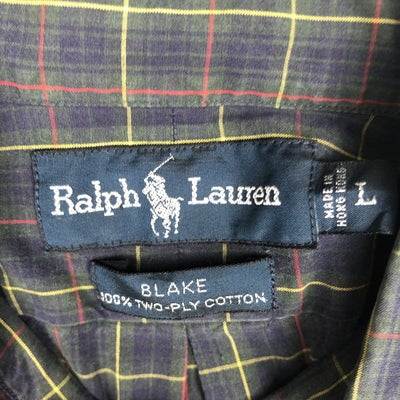 Ralph Lauren
MADE IN
HONG KONG
L
BLAKE
100% TWO-PLY COTTON